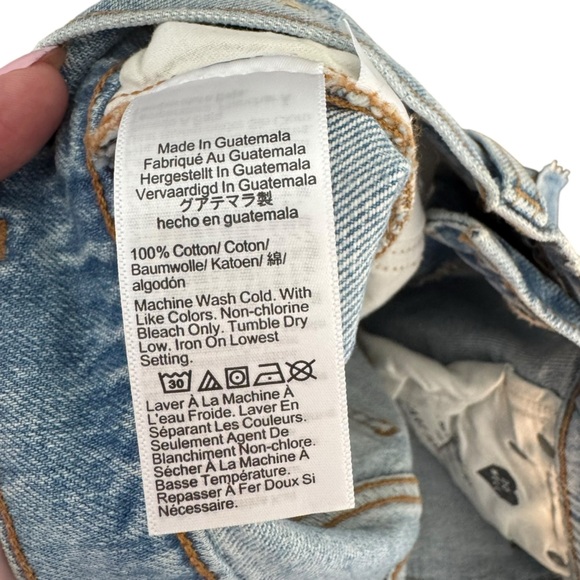 Made In Guatemala
Fabriqué Au Guatemala
Hergestellt In Guatemala
Vervaardigd In Guatemala
グアテマラ製
hecho en guatemala
100% Cotton/ Coton/
Baumwolle/ Katoen/ 綿/
algodón
Machine Wash Cold. With
Like Colors. Non-chlorine
Bleach Only. Tumble Dry
Low, Iron On Lowest
Setting.
30
Laver À La Machine À
L'eau Froide. Laver En
Séparant Les Couleurs.
Seulement Agent De
Blanchiment Non-chlore.
Sécher À La Machine À
Basse Température.
Repasser À Fer Doux Si
Nécessaire.